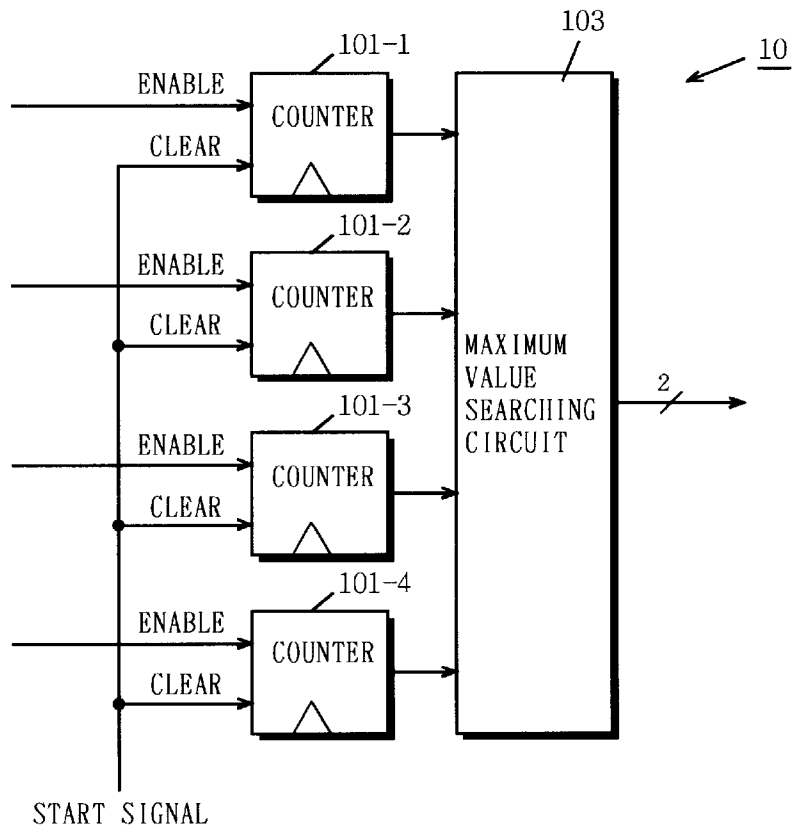 101-1
103
10
ENABLE
COUNTER
CLEAR
101-2
ENABLE
COUNTER
CLEAR
MAXIMUM
VALUE
SEARCHING
CIRCUIT
2
101-3
ENABLE
COUNTER
CLEAR
101-4
ENABLE
COUNTER
CLEAR
START SIGNAL